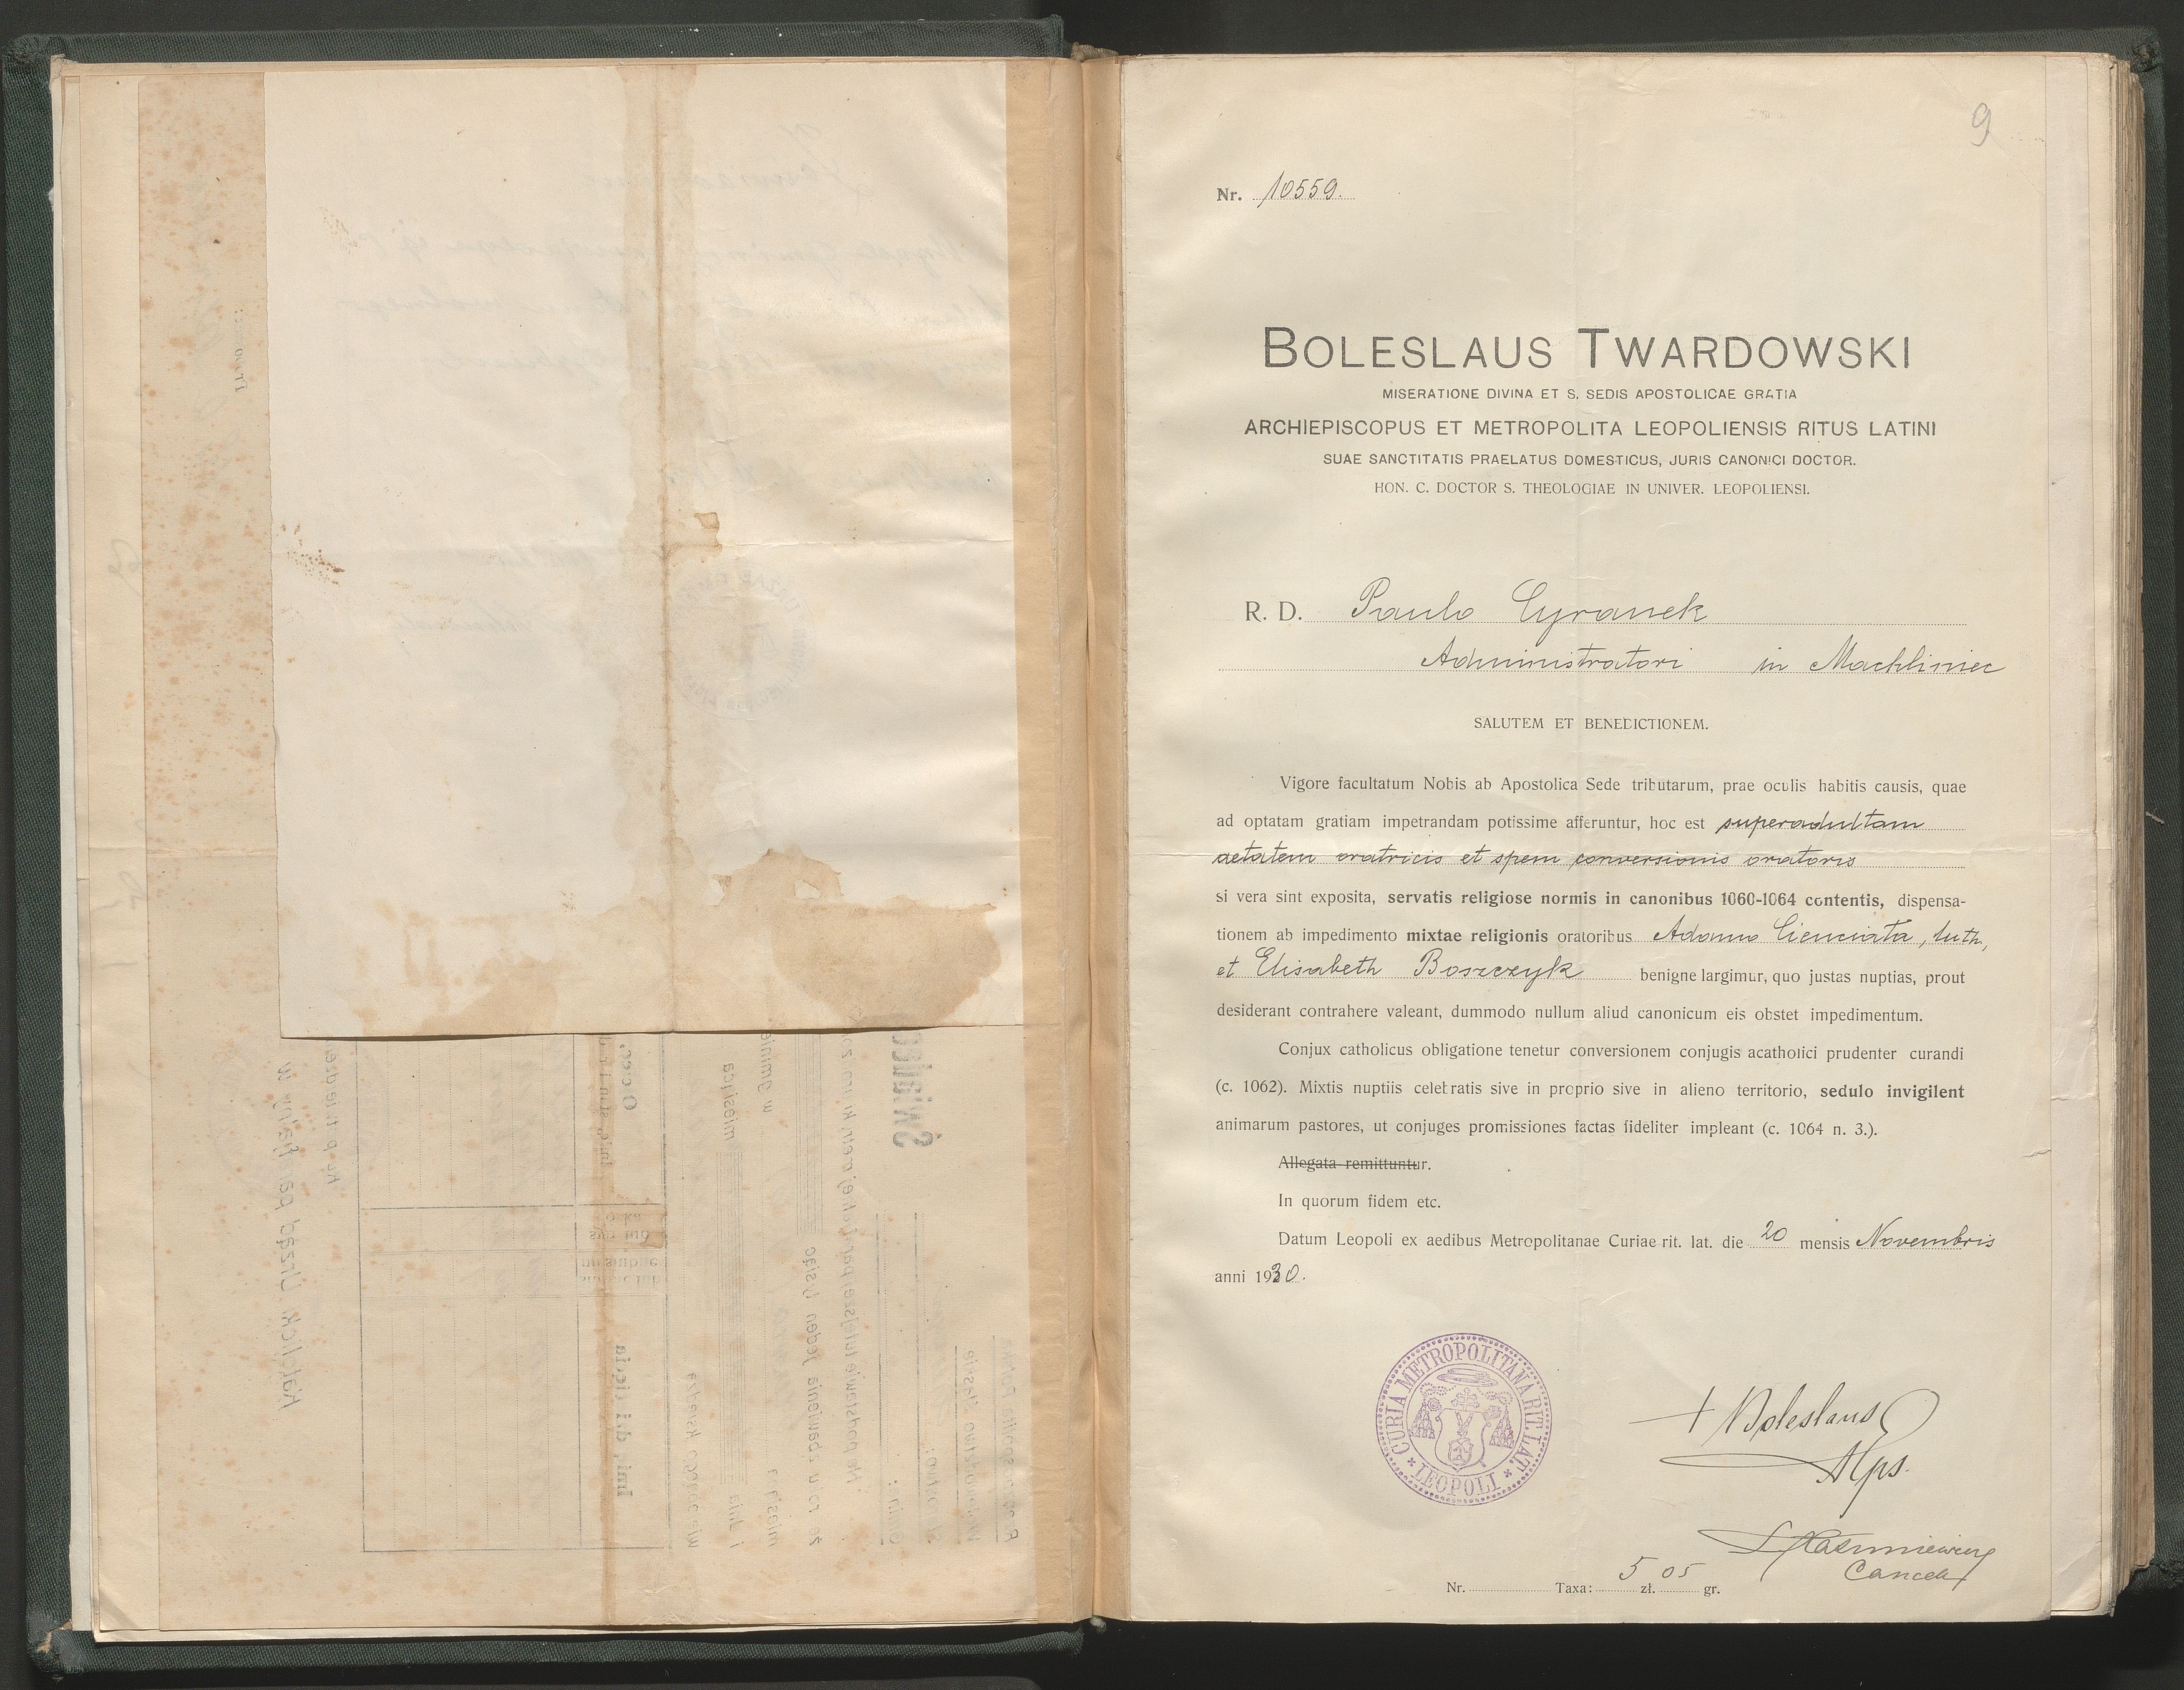 9
Nr. 10559.
BOLESLAUS TWARDOWSKI
MISERATIONE DIVINA ET S. SEDIS APOSTOLICAE GRATIA
ARCHIEPISCOPUS ET METROPOLITA LEOPOLIENSIS RITUS LATINI
SUAE SANCTITATIS PRAELATUS DOMESTICUS, JURIS CANONICI DOCTOR.
HON. C. DOCTOR S. THEOLOGIAE IN UNIVER. LEOPOLIENSI.
R. D. Paulo Cyranek
Administratori in Machliniec
SALUTEM ET BENEDICTIONEM.
Vigore facultatum Nobis ab Apostolica Sede tributarum, prae oculis habitis causis, quae
ad optatam gratiam impetrandam potissime afferuntur, hoc est superadultam
aetatem oratricis et spem conversionis oratoris
si vera sint exposita, servatis religiose normis in canonibus 1060-1064 contentis, dispensa-
tionem ab impedimento mixtae religionis oratoribus Adamo Cienciała, luth,
et Elisabeth Boszczyk benigne largimur, quo justas nuptias, prout
desiderant contrahere valeant, dummodo nullum aliud canonicum eis obstet impedimentum.
Conjux catholicus obligatione tenetur conversionem conjugis acatholici prudenter curandi
(c. 1062). Mixtis nuptiis celebratis sive in proprio sive in alieno territorio, sedulo invigilent
animarum pastores, ut conjuges promissiones factas fideliter impleant (c. 1064 n. 3.).
Allegata remittuntur.
In quorum fidem etc.
Datum Leopoli ex aedibus Metropolitanae Curiae rit. lat. die 20 mensis Novembris
anni 1930.
CURIA METROPOLITANA RIT. LAT.
LEOPOLI
+ Boleslaus
Alps.
Cancell
Nr. Taxa: 5 zł. 05 gr.